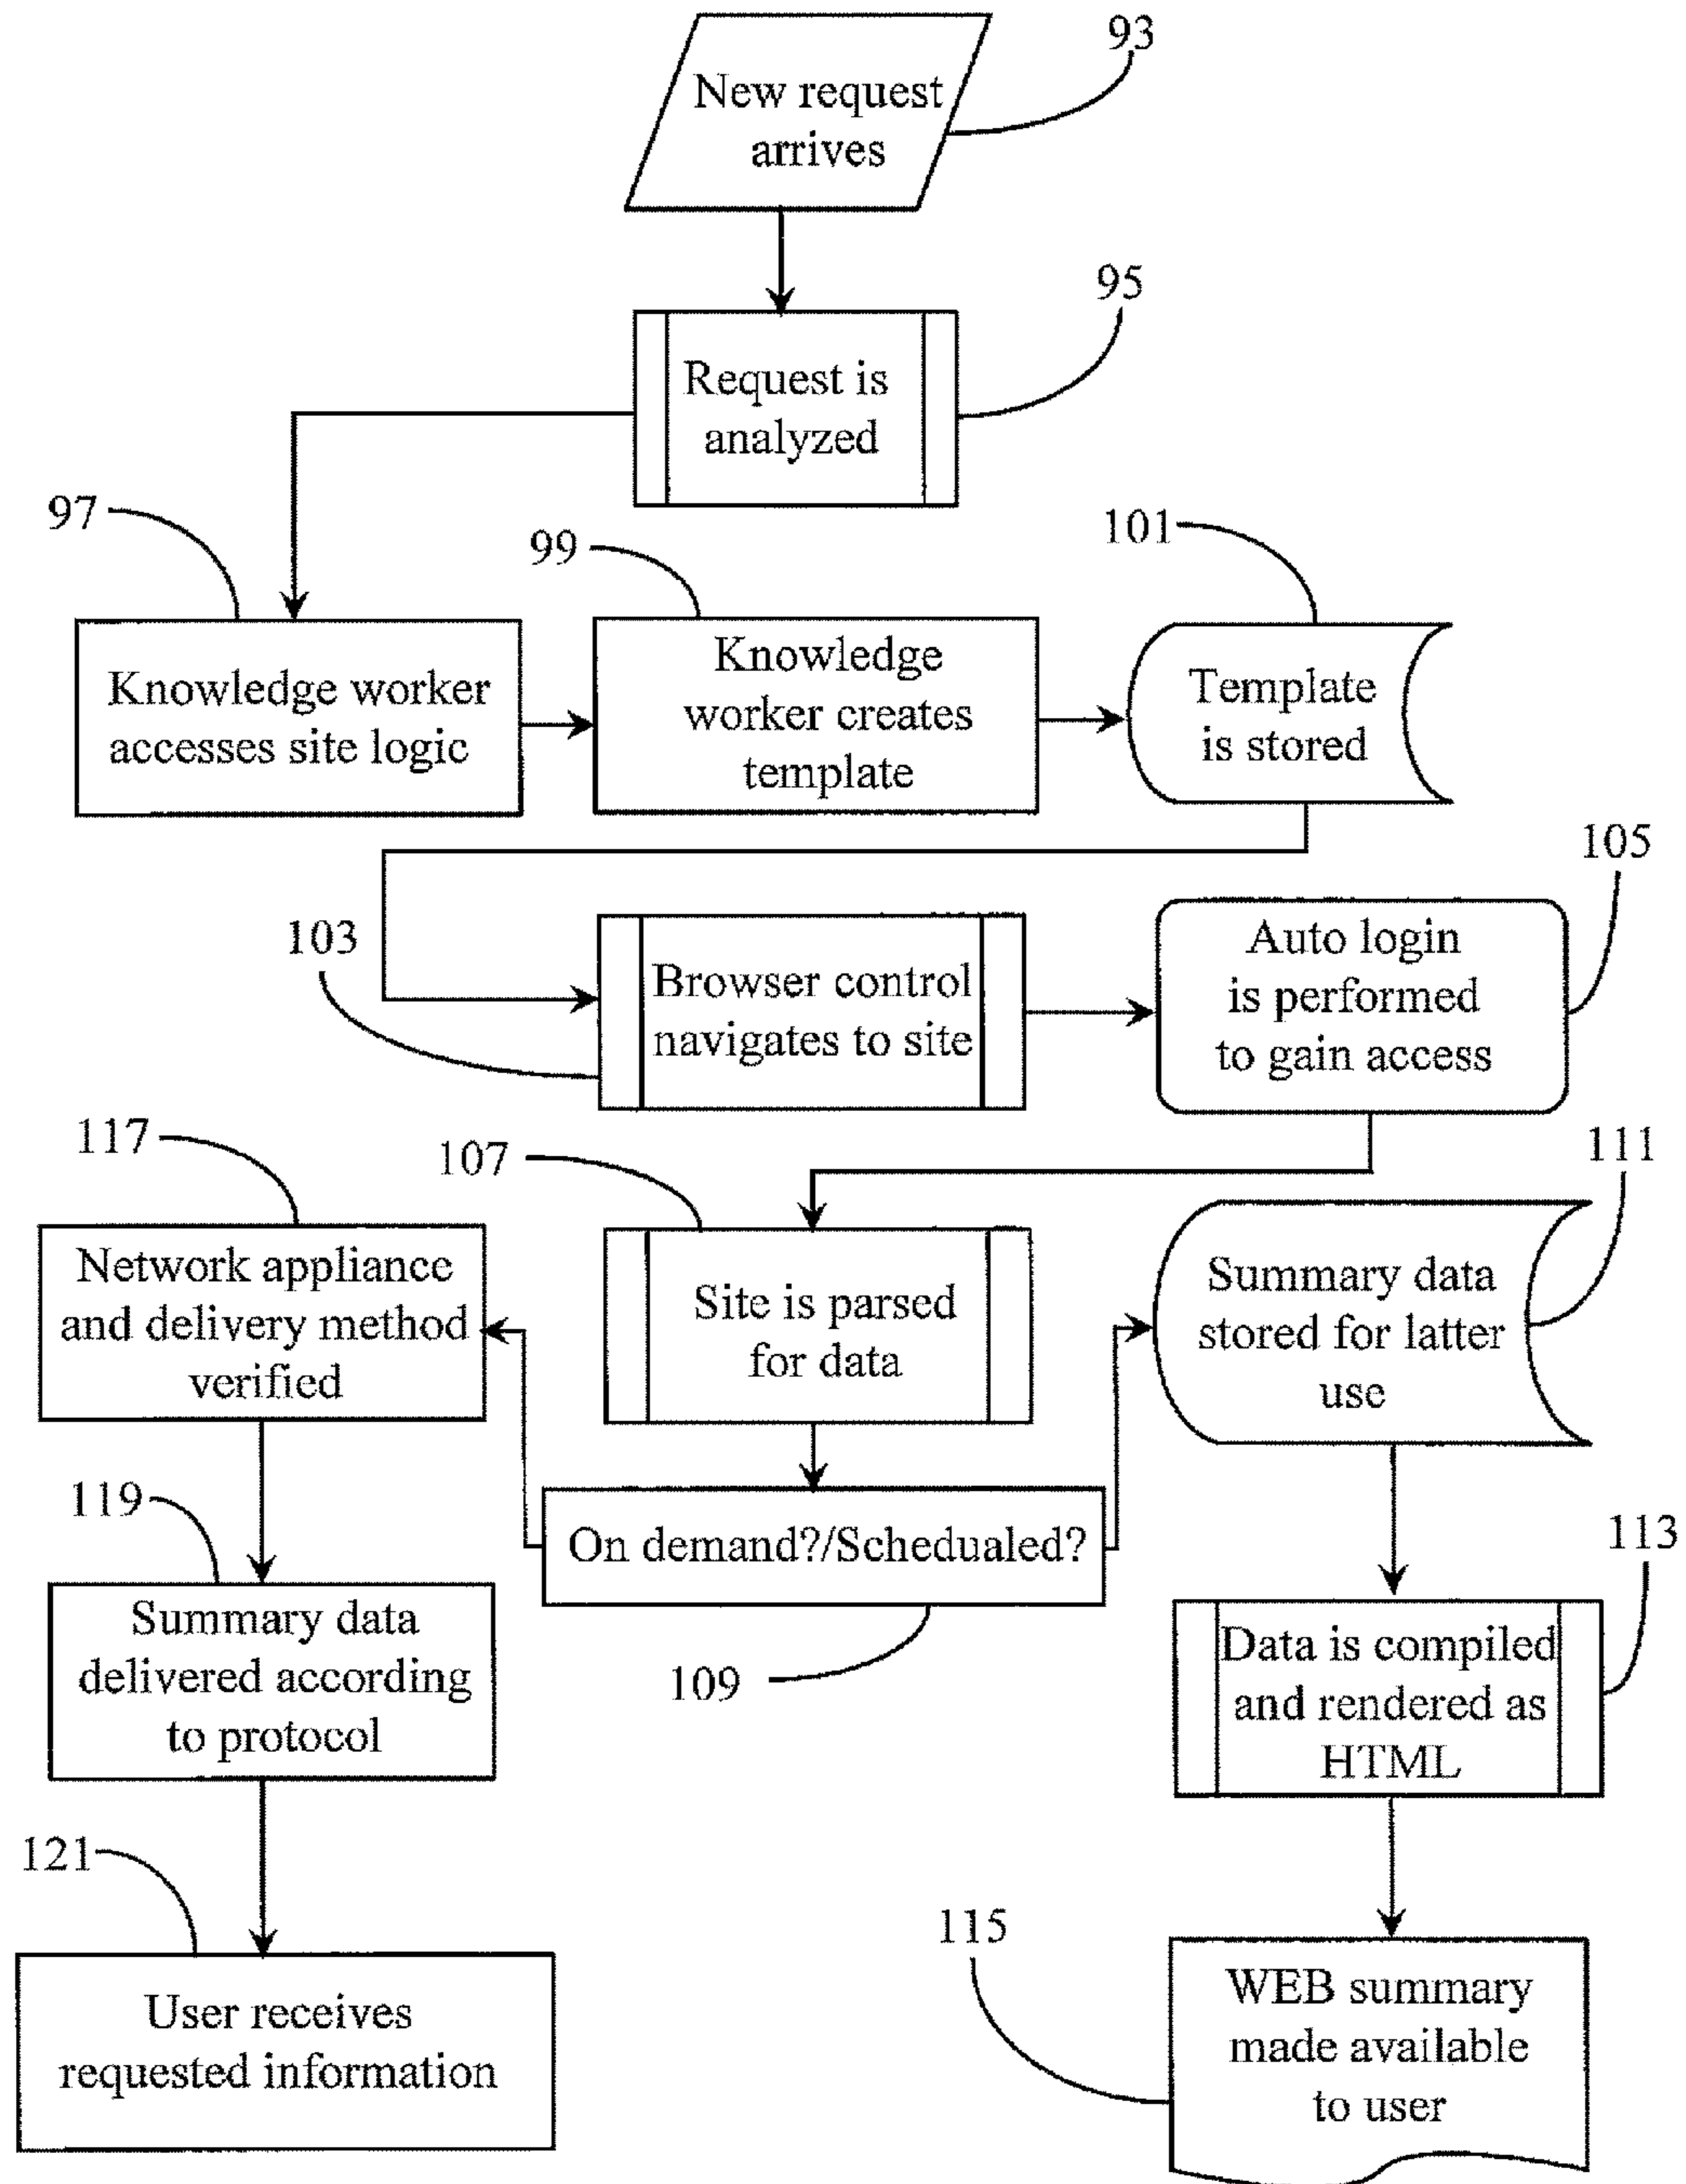 93
New request
arrives
95
Request is
analyzed
97
99
101
Knowledge worker
accesses site logic
Knowledge
worker creates
template
Template
is stored
103
105
Browser control
navigates to site
Auto login
is performed
to gain access
117
107
111
Network appliance
and delivery method
verified
Site is parsed
for data
Summary data
stored for latter
use
119
On demand?/Schedualed?
109
113
Summary data
delivered according
to protocol
Data is compiled
and rendered as
HTML
121
115
User receives
requested information
WEB summary
made available
to user